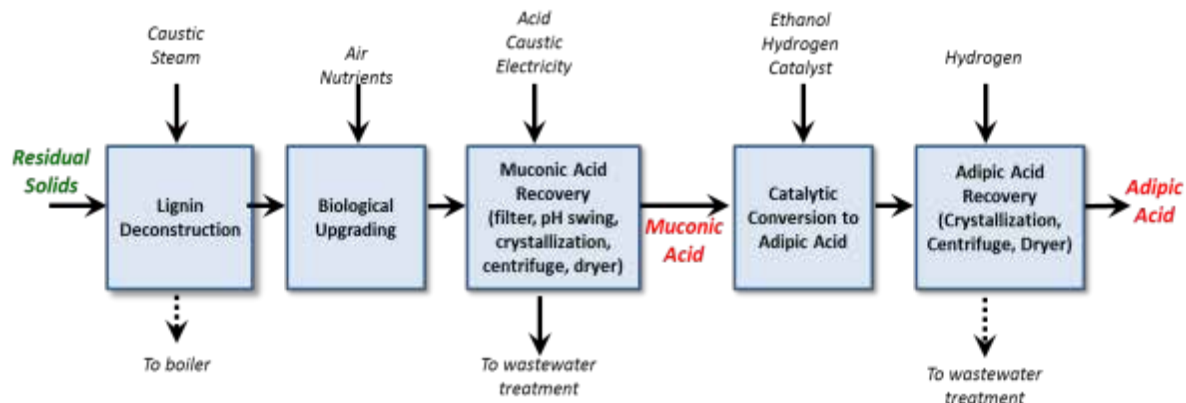 Caustic
Steam
Air
Nutrients
Acid
Caustic
Electricity
Ethanol
Hydrogen
Catalyst
Hydrogen
Residual
Solids
Lignin
Deconstruction
Biological
Upgrading
Muconic Acid
Recovery
(filter, pH swing,
crystallization,
centrifuge, dryer)
Muconic
Acid
Catalytic
Conversion to
Adipic Acid
Adipic Acid
Recovery
(Crystallization,
Centrifuge, Dryer)
Adipic
Acid
To boiler
To wastewater
treatment
To wastewater
treatment